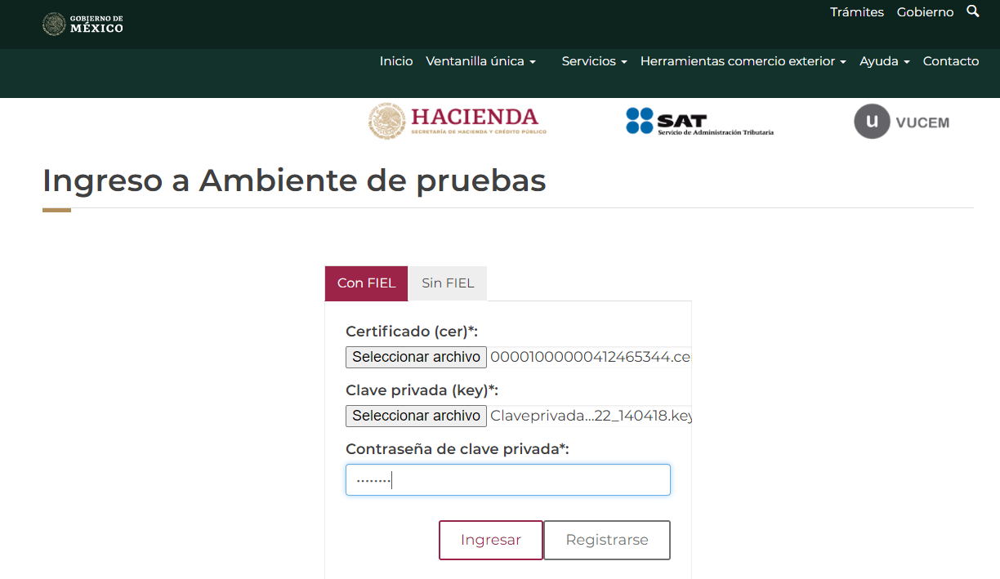 GOBIERNO DE
MÉXICO
Trámites Gobierno
Inicio Ventanilla única Servicios Herramientas comercio exterior Ayuda Contacto
HACIENDA
SECRETARÍA DE HACIENDA Y CRÉDITO PÚBLICO
SAT
Servicio de Administración Tributaria
u VUCEM
Ingreso a Ambiente de pruebas
Con FIEL Sin FIEL
Certificado (cer)*:
Seleccionar archivo 00001000000412465344.ce
Clave privada (key)*:
Seleccionar archivo Claveprivada...22_140418.key
Contraseña de clave privada*:
........
Ingresar Registrarse